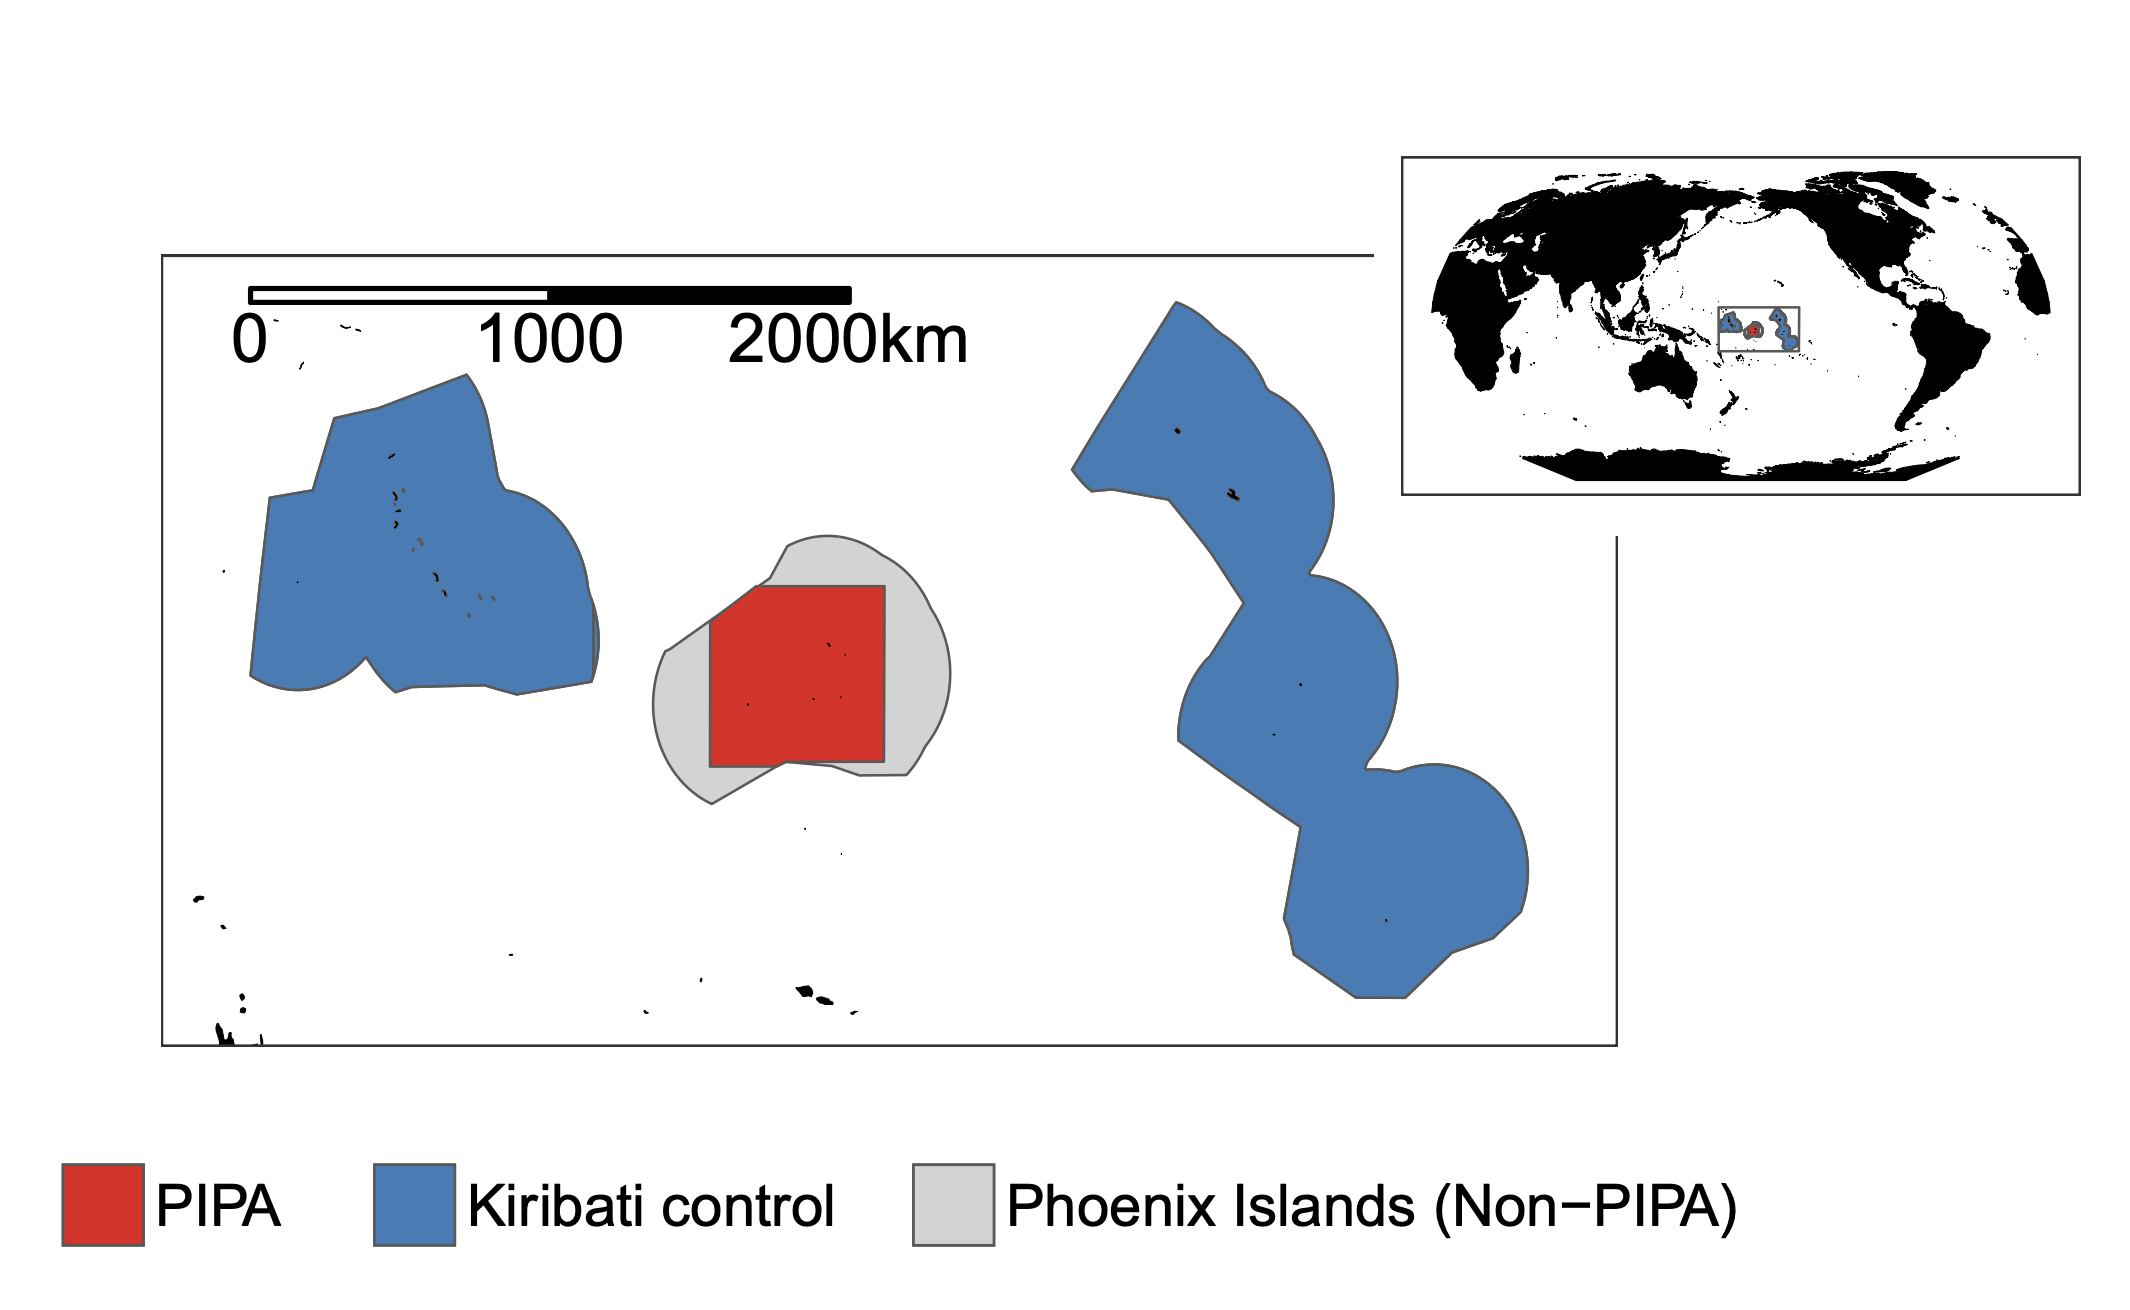 0 1000 2000km
PIPA Kiribati control Phoenix Islands (Non−PIPA)